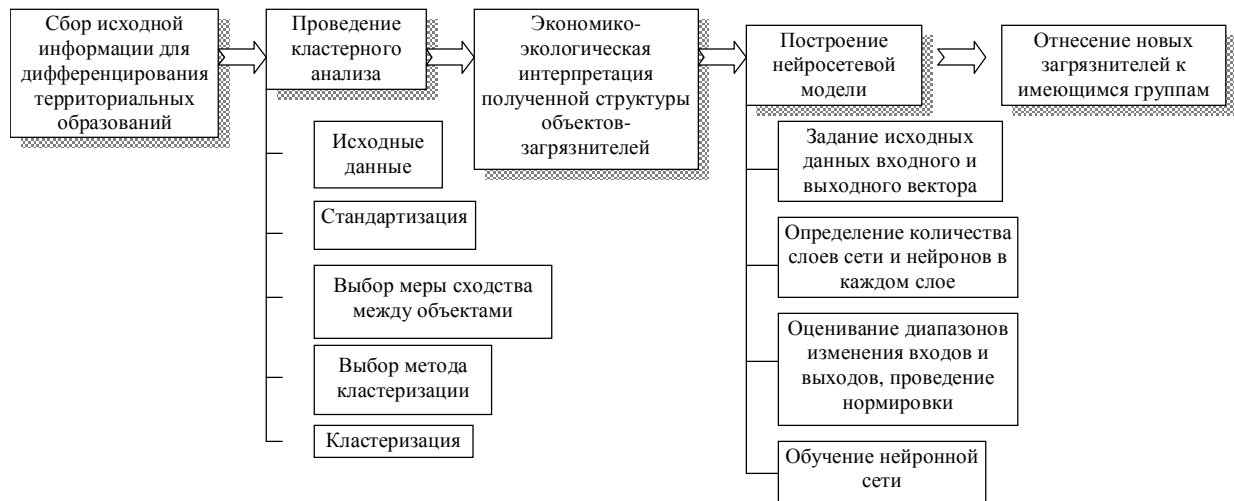 Сбор исходной
информации для
дифференцирования
территориальных
образований
Проведение
кластерного
анализа
Экономико-
экологическая
интерпретация
полученной структуры
объектов-
загрязнителей
Построение
нейросетевой
модели
Отнесение новых
загрязнителей к
имеющимся группам
Исходные
данные
Стандартизация
Выбор меры сходства
между объектами
Выбор метода
кластеризации
Кластеризация
Задание исходных
данных входного и
выходного вектора
Определение количества
слоев сети и нейронов в
каждом слое
Оценивание диапазонов
изменения входов и
выходов, проведение
нормировки
Обучение нейронной
сети